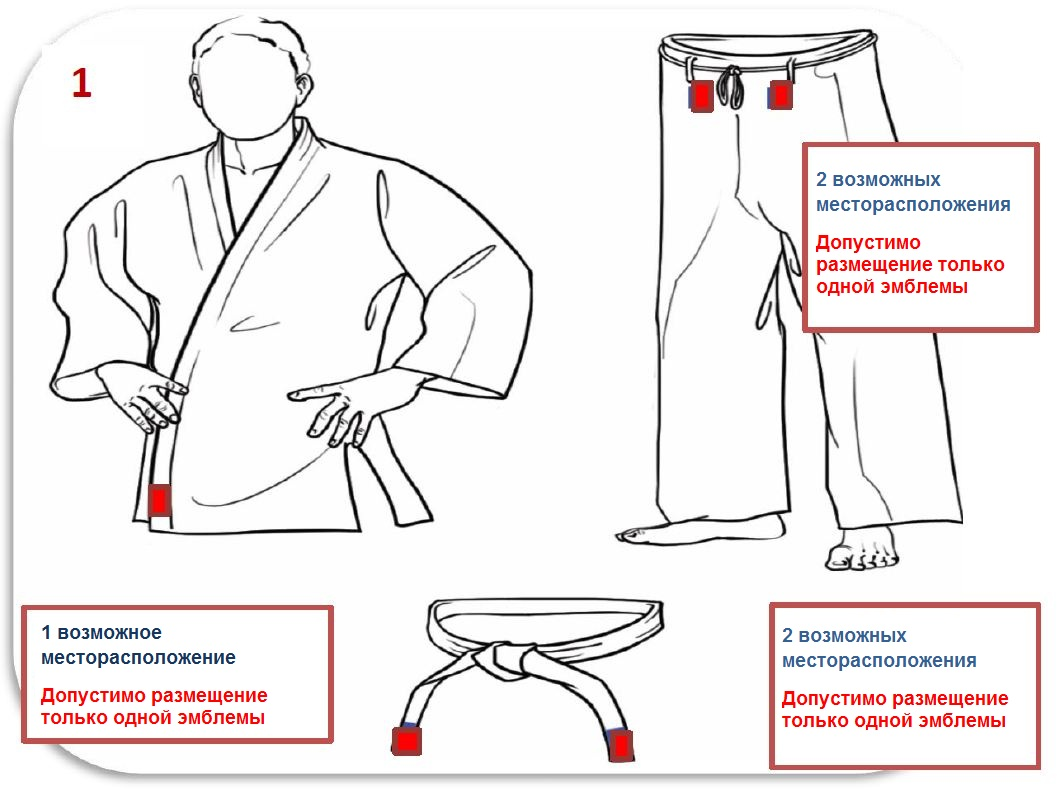 1
2 возможных
месторасположения
Допустимо
размещение только
одной эмблемы
1 возможное
месторасположение
Допустимо размещение
только одной эмблемы
2 возможных
месторасположения
Допустимо размещение
только одной эмблемы